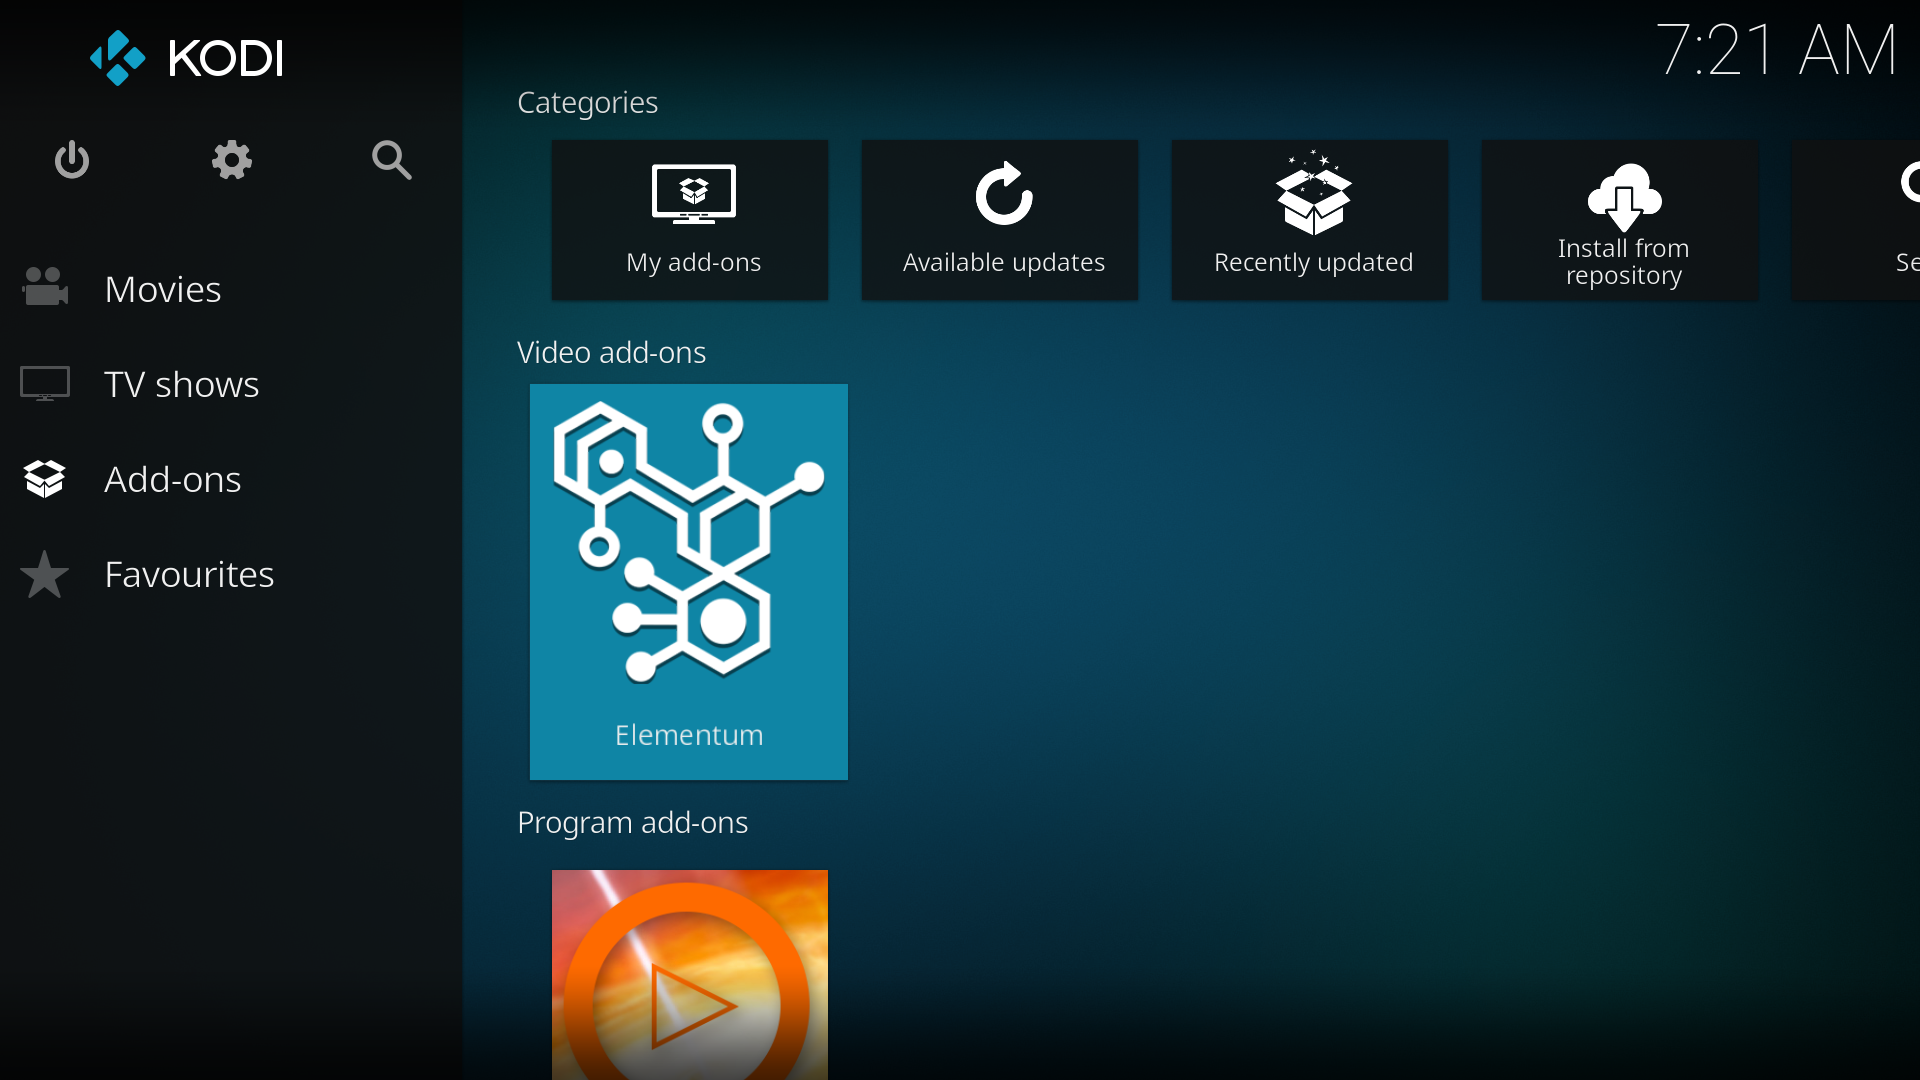 KODI
7:21 AM
Categories
My add-ons
Available updates
Recently updated
Install from
repository
Movies
TV shows
Add-ons
Favourites
Video add-ons
Elementum
Program add-ons